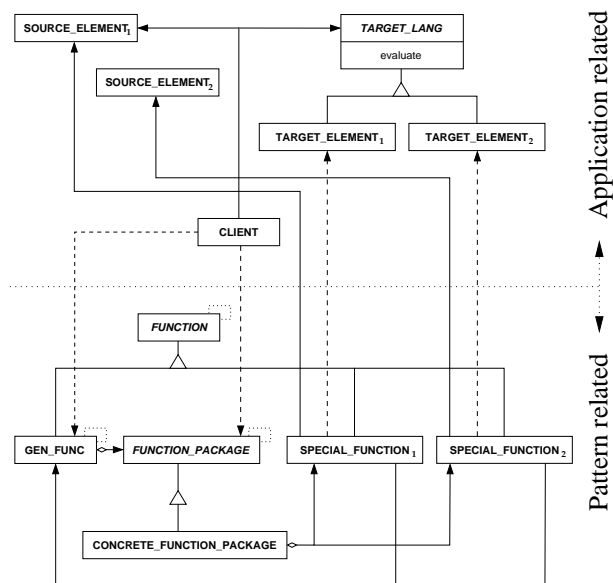 SOURCE_ELEMENT1
TARGET_LANG
evaluate
SOURCE_ELEMENT2
TARGET_ELEMENT1
TARGET_ELEMENT2
Application related
CLIENT
FUNCTION
Pattern related
GEN_FUNC
FUNCTION_PACKAGE
SPECIAL_FUNCTION1
SPECIAL_FUNCTION2
CONCRETE_FUNCTION_PACKAGE